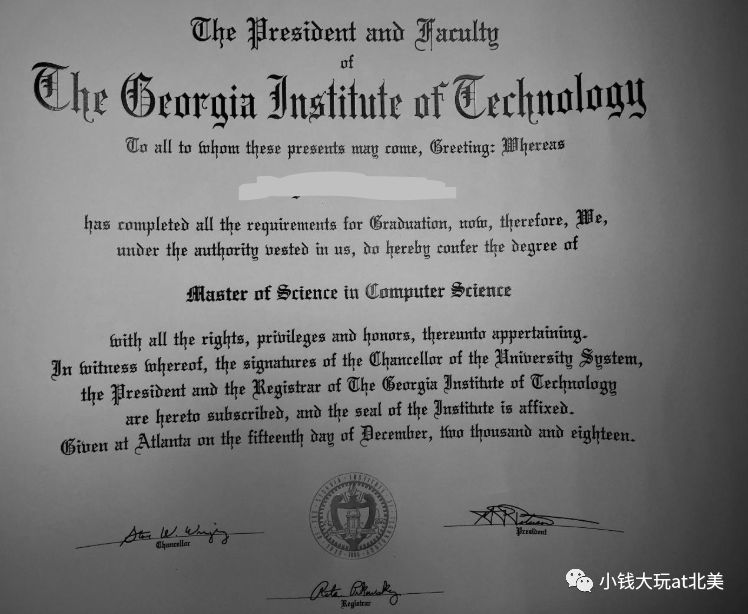 The President and Faculty
of
The Georgia Institute of Technology
To all to whom these presents may come, Greeting: Whereas
has completed all the requirements for Graduation, now, therefore, We,
under the authority vested in us, do hereby confer the degree of
Master of Science in Computer Science
with all the rights, privileges and honors, thereunto appertaining.
In witness whereof, the signatures of the Chancellor of the University System,
the President and the Registrar of The Georgia Institute of Technology
are hereto subscribed, and the seal of the Institute is affixed.
Given at Atlanta on the fifteenth day of December, two thousand and eighteen.
Chancellor
President
Registrar
小钱大玩at北美